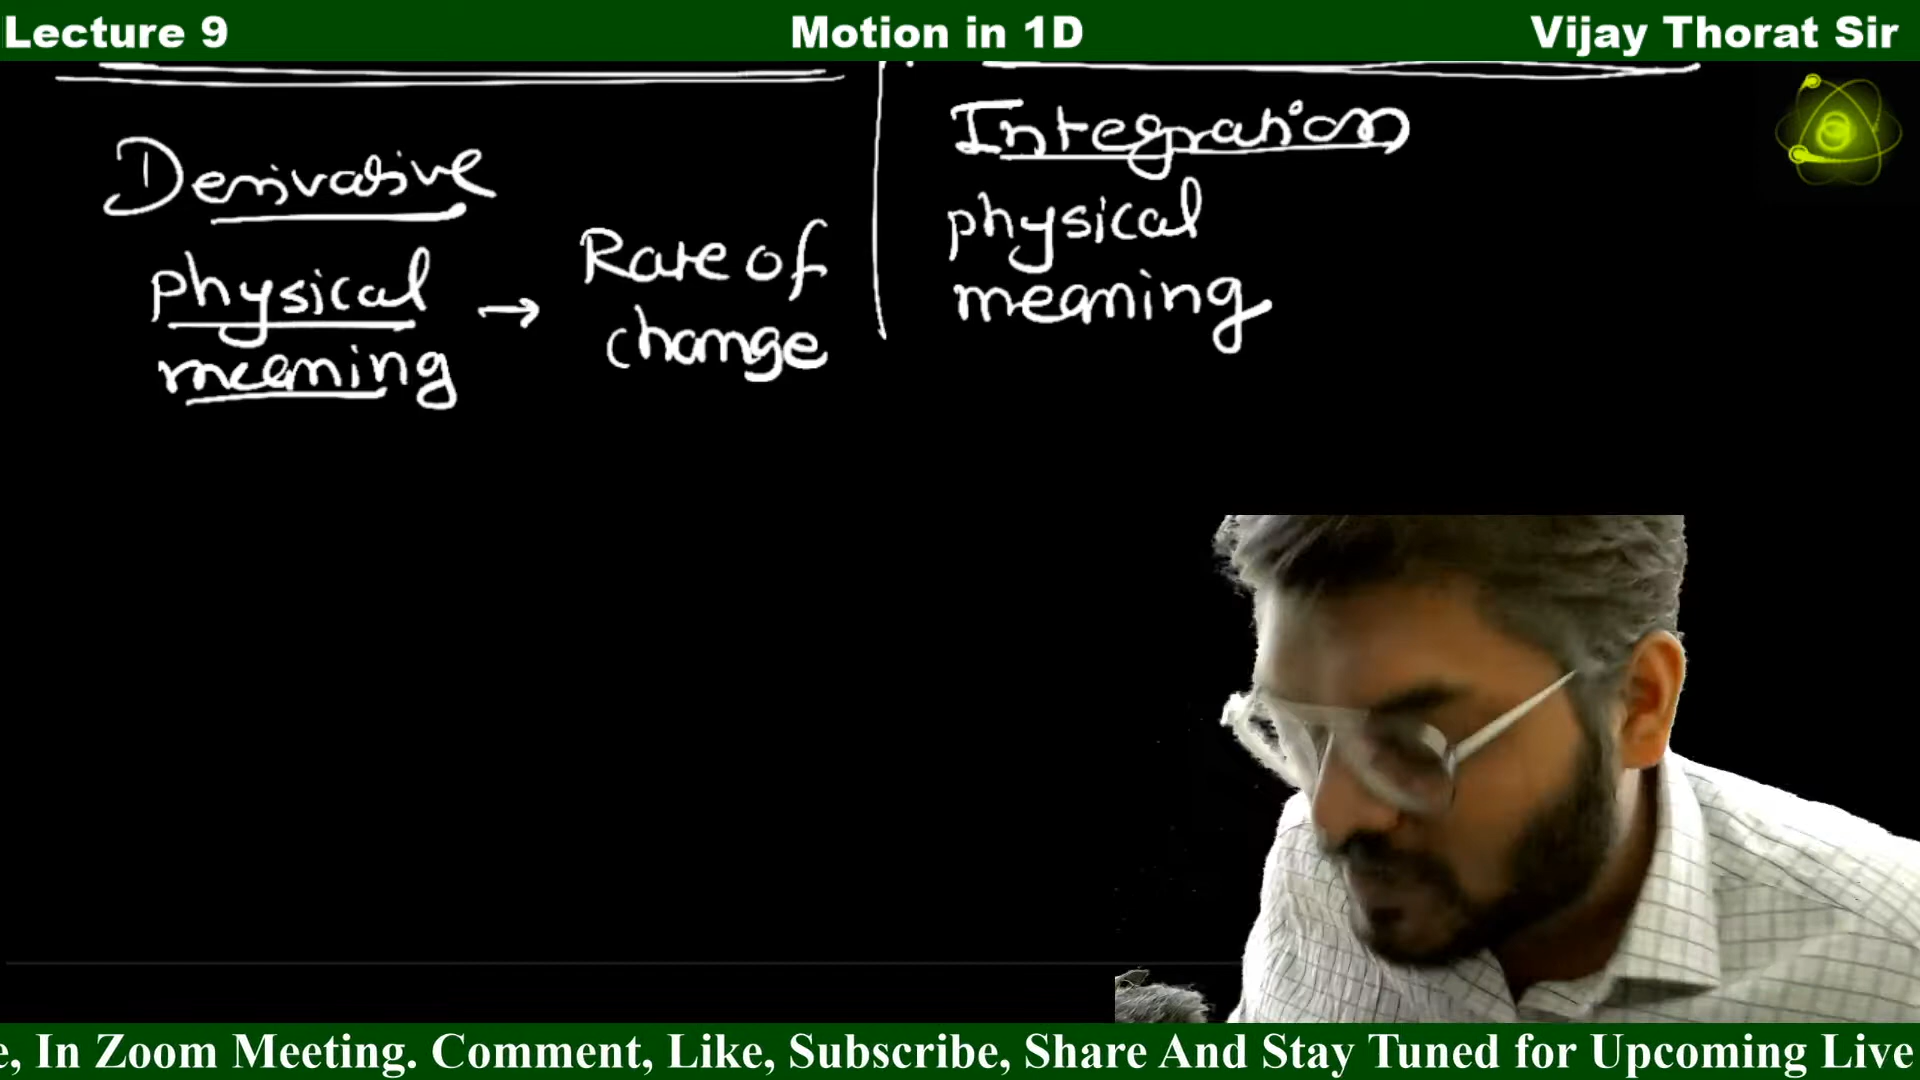 Lecture 9
Motion in 1D
Vijay Thorat Sir
Derivative
physical
meaning
→
Rate of
change
Integration
physical
meaning
e, In Zoom Meeting. Comment, Like, Subscribe, Share And Stay Tuned for Upcoming Live